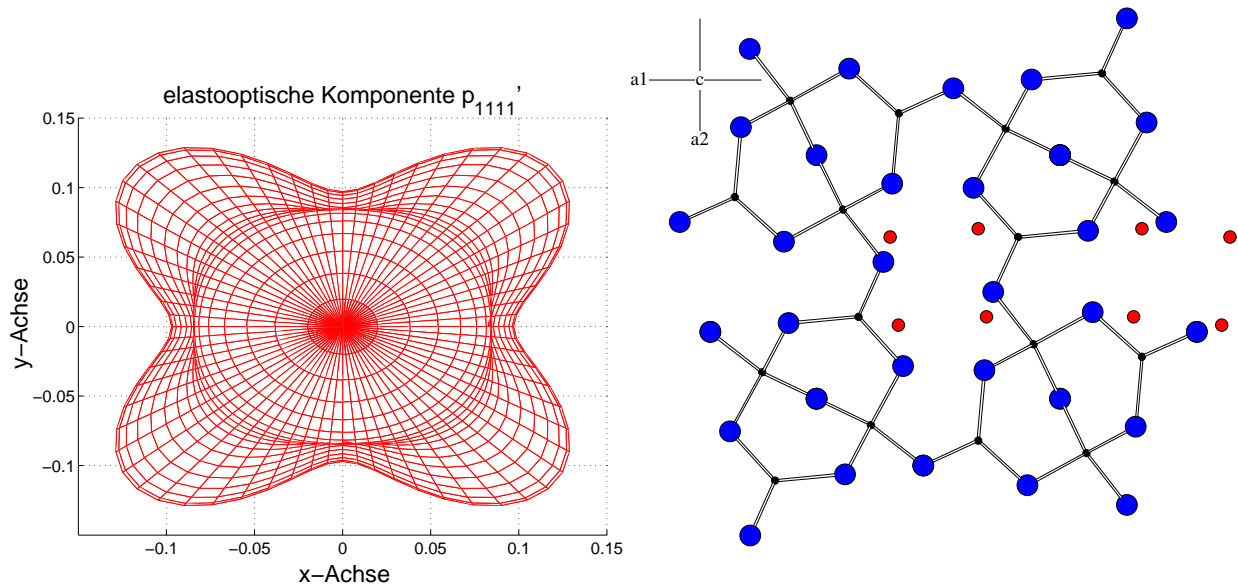 elastooptische Komponente p1111’
0.15
0.1
0.05
0
−0.05
−0.1
y−Achse
−0.1 −0.05 0 0.05 0.1 0.15
x−Achse
a1 c
a2